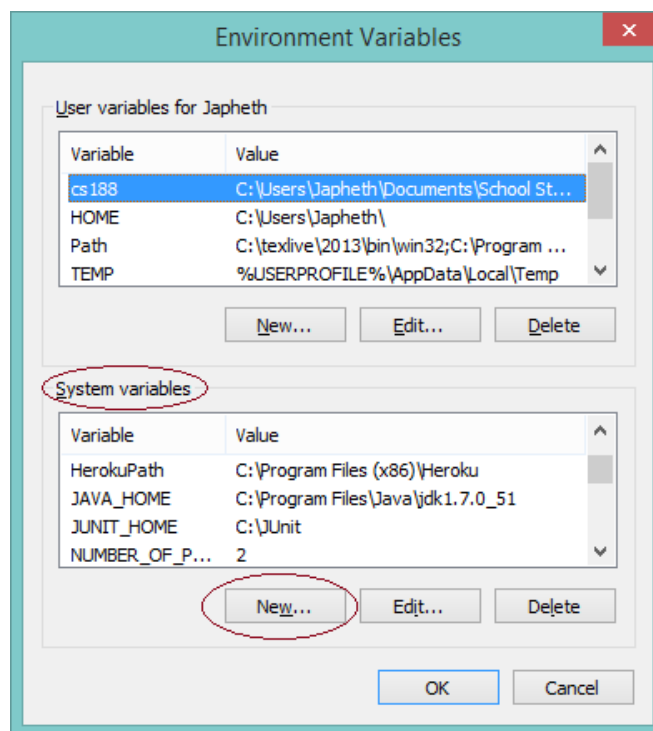 Environment Variables
User variables for Japheth
Variable Value
cs188 C:\Users\Japheth\Documents\School St...
HOME C:\Users\Japheth\
Path C:\texlive\2013\bin\win32;C:\Program ...
TEMP %USERPROFILE%\AppData\Local\Temp
New... Edit... Delete
System variables
Variable Value
HerokuPath C:\Program Files (x86)\Heroku
JAVA_HOME C:\Program Files\Java\jdk1.7.0_51
JUNIT_HOME C:\JUnit
NUMBER_OF_P... 2
New... Edit... Delete
OK Cancel